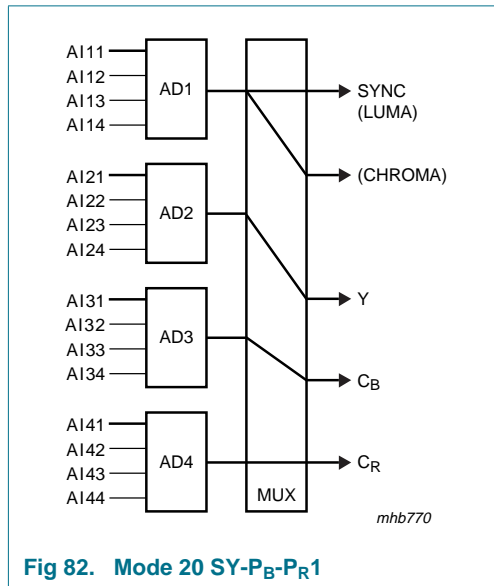 AI11
AI12
AI13
AI14
AD1
SYNC
(LUMA)
(CHROMA)
AI21
AI22
AI23
AI24
AD2
Y
AI31
AI32
AI33
AI34
AD3
CB
AI41
AI42
AI43
AI44
AD4
CR
MUX
mhb770
Fig 82. Mode 20 SY-PB-PR1